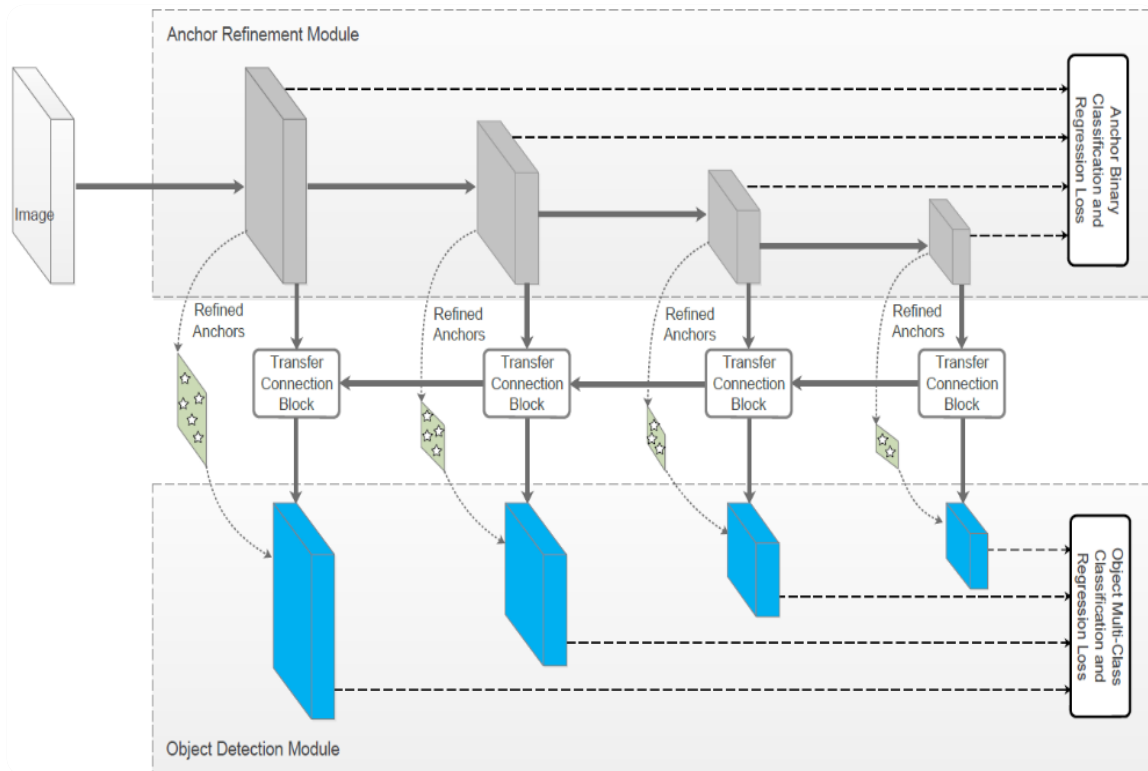 Anchor Refinement Module
Image
Anchor Binary
Classification and
Regression Loss
Refined
Anchors
Refined
Anchors
Refined
Anchors
Refined
Anchors
Transfer
Connection
Block
Transfer
Connection
Block
Transfer
Connection
Block
Transfer
Connection
Block
Object Multi-Class
Classification and
Regression Loss
Object Detection Module